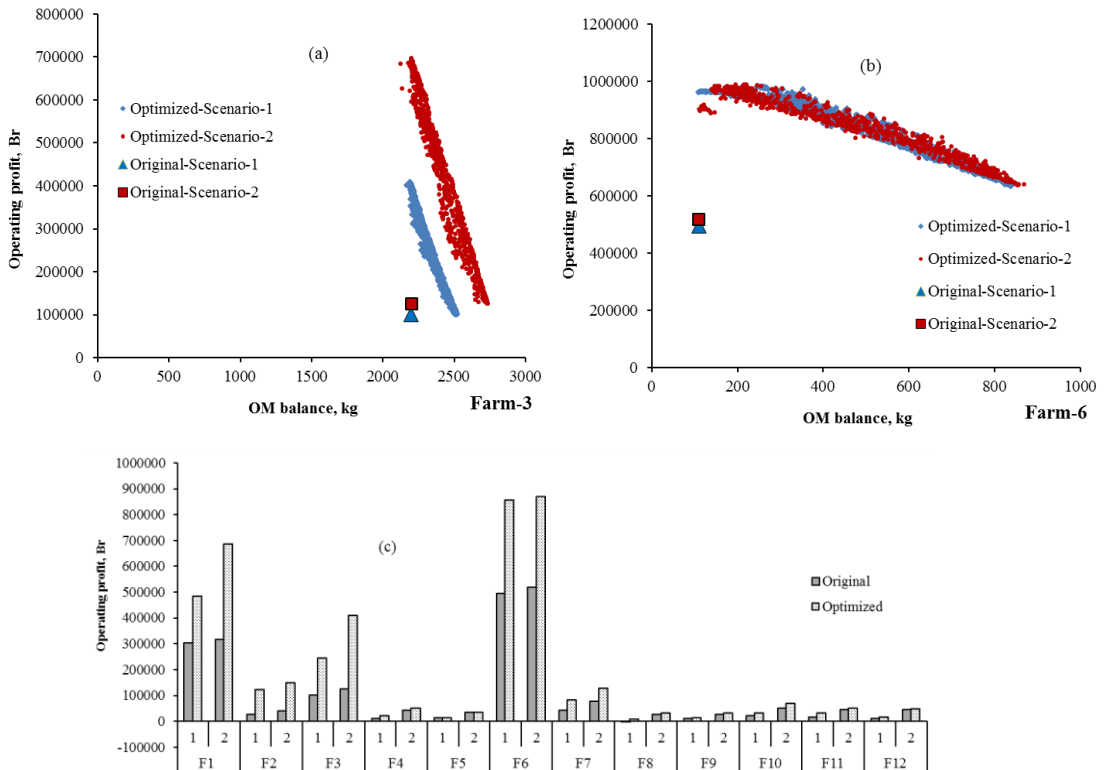 800000
700000
600000
500000
400000
300000
200000
100000
0
Operating profit, Br
(a)
Optimized-Scenario-1
Optimized-Scenario-2
Original-Scenario-1
Original-Scenario-2
0 500 1000 1500 2000 2500 3000
OM balance, kg
Farm-3
1200000
1000000
800000
600000
400000
200000
0
Operating profit, Br
(b)
Optimized-Scenario-1
Optimized-Scenario-2
Original-Scenario-1
Original-Scenario-2
0 200 400 600 800 1000
OM balance, kg
Farm-6
1000000
900000
800000
700000
600000
500000
400000
300000
200000
100000
0
-100000
Operating profit, Br
(c)
Original
Optimized
1 2 1 2 1 2 1 2 1 2 1 2 1 2 1 2 1 2 1 2 1 2 1 2
F1 F2 F3 F4 F5 F6 F7 F8 F9 F10 F11 F12